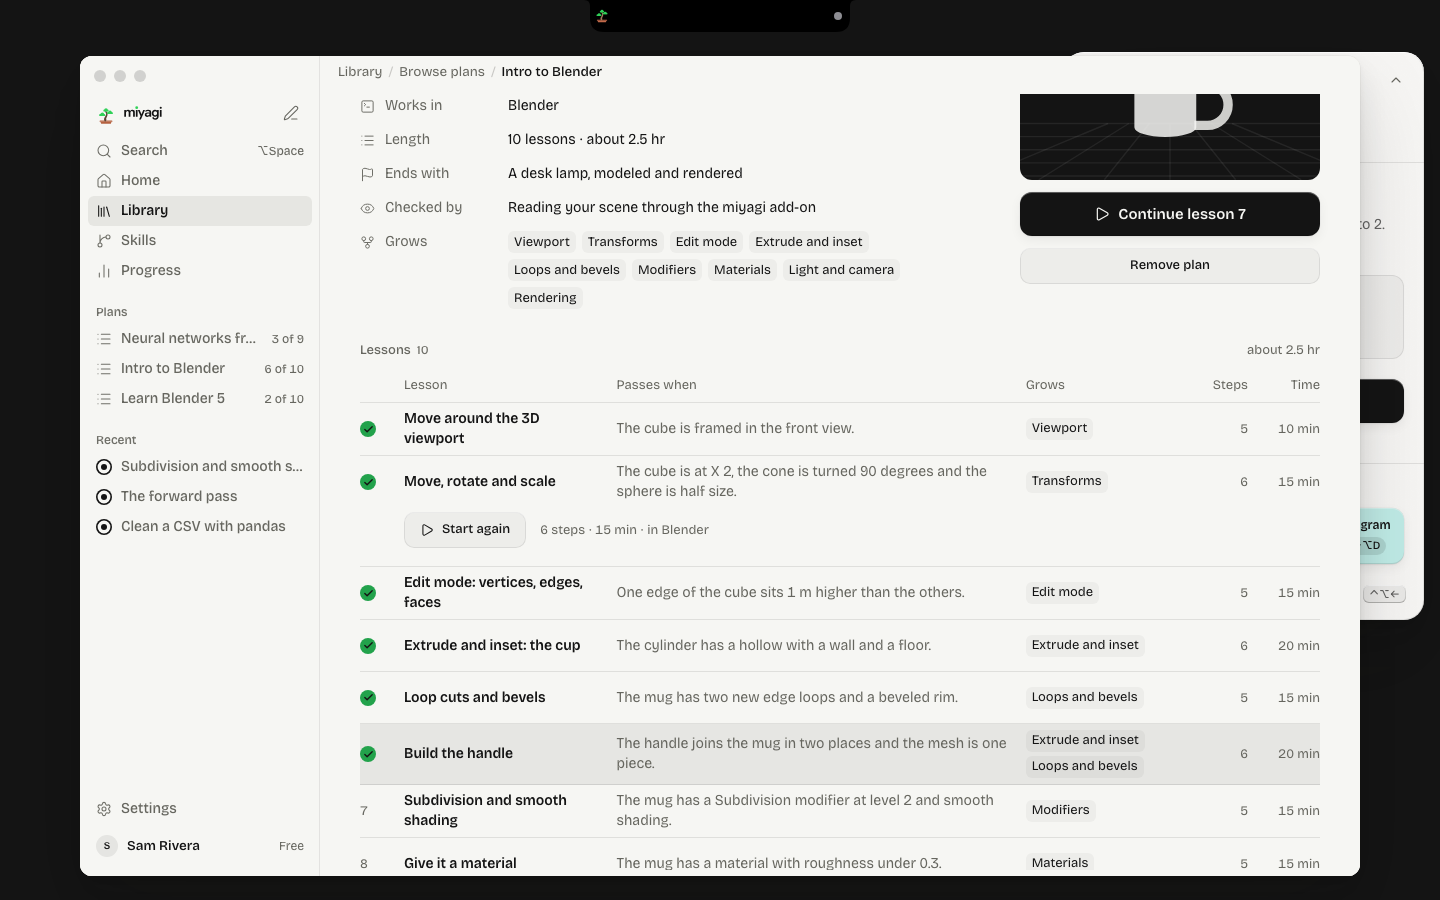 Library / Browse plans / Intro to Blender
miyagi
Search ⌥Space
Home
Library
Skills
Progress
Plans
Neural networks fr... 3 of 9
Intro to Blender 6 of 10
Learn Blender 5 2 of 10
Recent
Subdivision and smooth s...
The forward pass
Clean a CSV with pandas
Settings
S Sam Rivera Free
Works in Blender
Length 10 lessons · about 2.5 hr
Ends with A desk lamp, modeled and rendered
Checked by Reading your scene through the miyagi add-on
Grows Viewport Transforms Edit mode Extrude and inset
Loops and bevels Modifiers Materials Light and camera
Rendering
Continue lesson 7
Remove plan
Lessons 10 about 2.5 hr
Lesson Passes when Grows Steps Time
Move around the 3D
viewport
The cube is framed in the front view. Viewport 5 10 min
Move, rotate and scale
The cube is at X 2, the cone is turned 90 degrees and the
sphere is half size.
Transforms 6 15 min
Start again 6 steps · 15 min · in Blender
Edit mode: vertices, edges,
faces
One edge of the cube sits 1 m higher than the others. Edit mode 5 15 min
Extrude and inset: the cup The cylinder has a hollow with a wall and a floor. Extrude and inset 6 20 min
Loop cuts and bevels The mug has two new edge loops and a beveled rim. Loops and bevels 5 15 min
Build the handle
The handle joins the mug in two places and the mesh is one
piece.
Extrude and inset
Loops and bevels
6 20 min
7 Subdivision and smooth
shading
The mug has a Subdivision modifier at level 2 and smooth
shading.
Modifiers 5 15 min
8 Give it a material The mug has a material with roughness under 0.3. Materials 5 15 min
to 2.
gram
⌥D
^⌥←